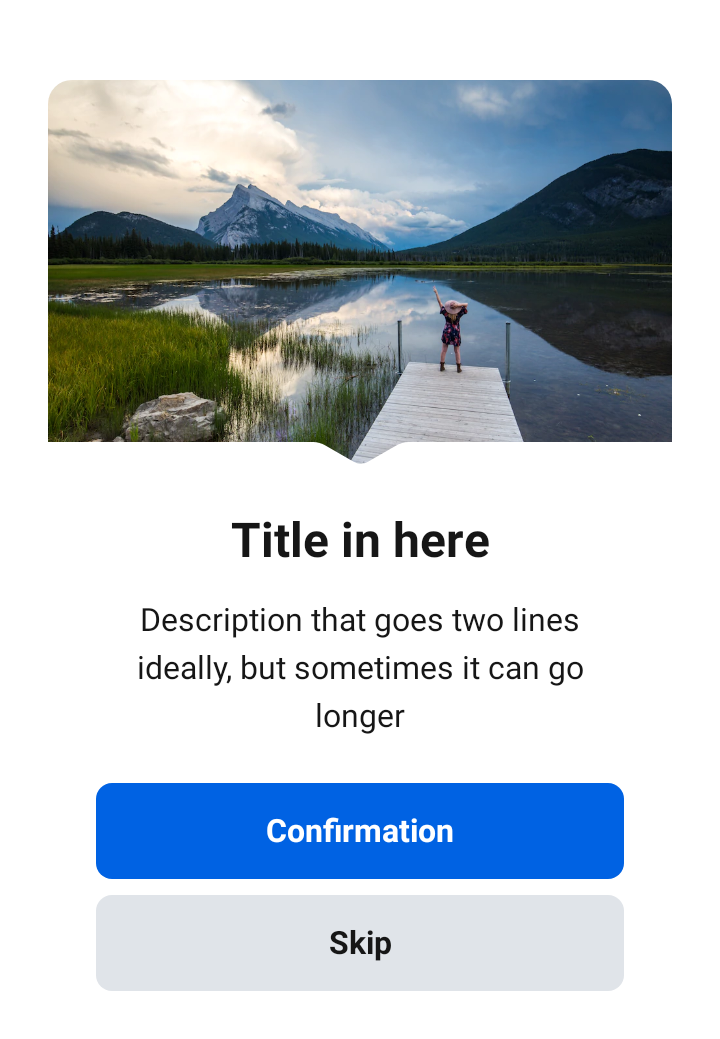 Title in here
Description that goes two lines
ideally, but sometimes it can go
longer
Confirmation
Skip